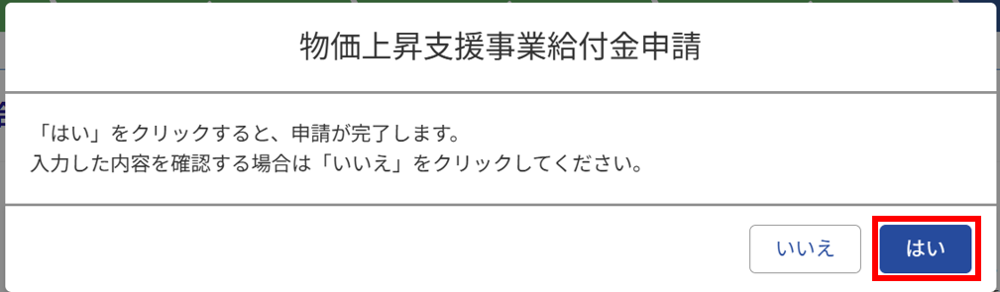 物価上昇支援事業給付金申請
「はい」をクリックすると、申請が完了します。
入力した内容を確認する場合は「いいえ」をクリックしてください。
いいえ
はい